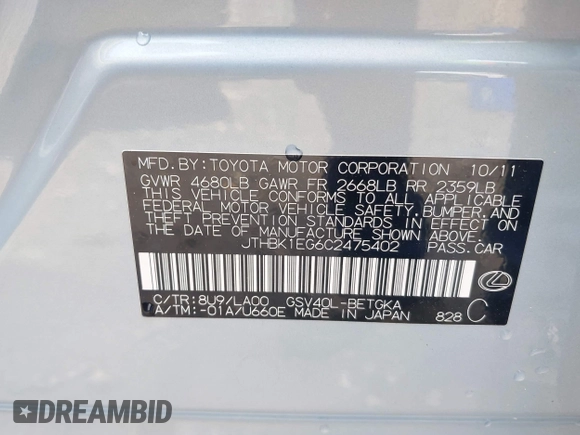 MFD.BY:TOYOTA MOTOR CORPORATION 10/11
GVWR 4680LB GAWR FR 2668LB RR 2359LB
THIS VEHICLE CONFORMS TO ALL APPLICABLE
FEDERAL MOTOR VEHICLE SAFETY,BUMPER,AND
THEFT PREVENTION STANDARDS IN EFFECT ON
THE DATE OF MANUFACTURE SHOWN ABOVE.
JTHBK1EG6C2475402 PASS.CAR
C/TR:8U9/LA00 GSV40L-BETGKA
A/TM:-01A/U660E MADE IN JAPAN 828 C
DREAMBID